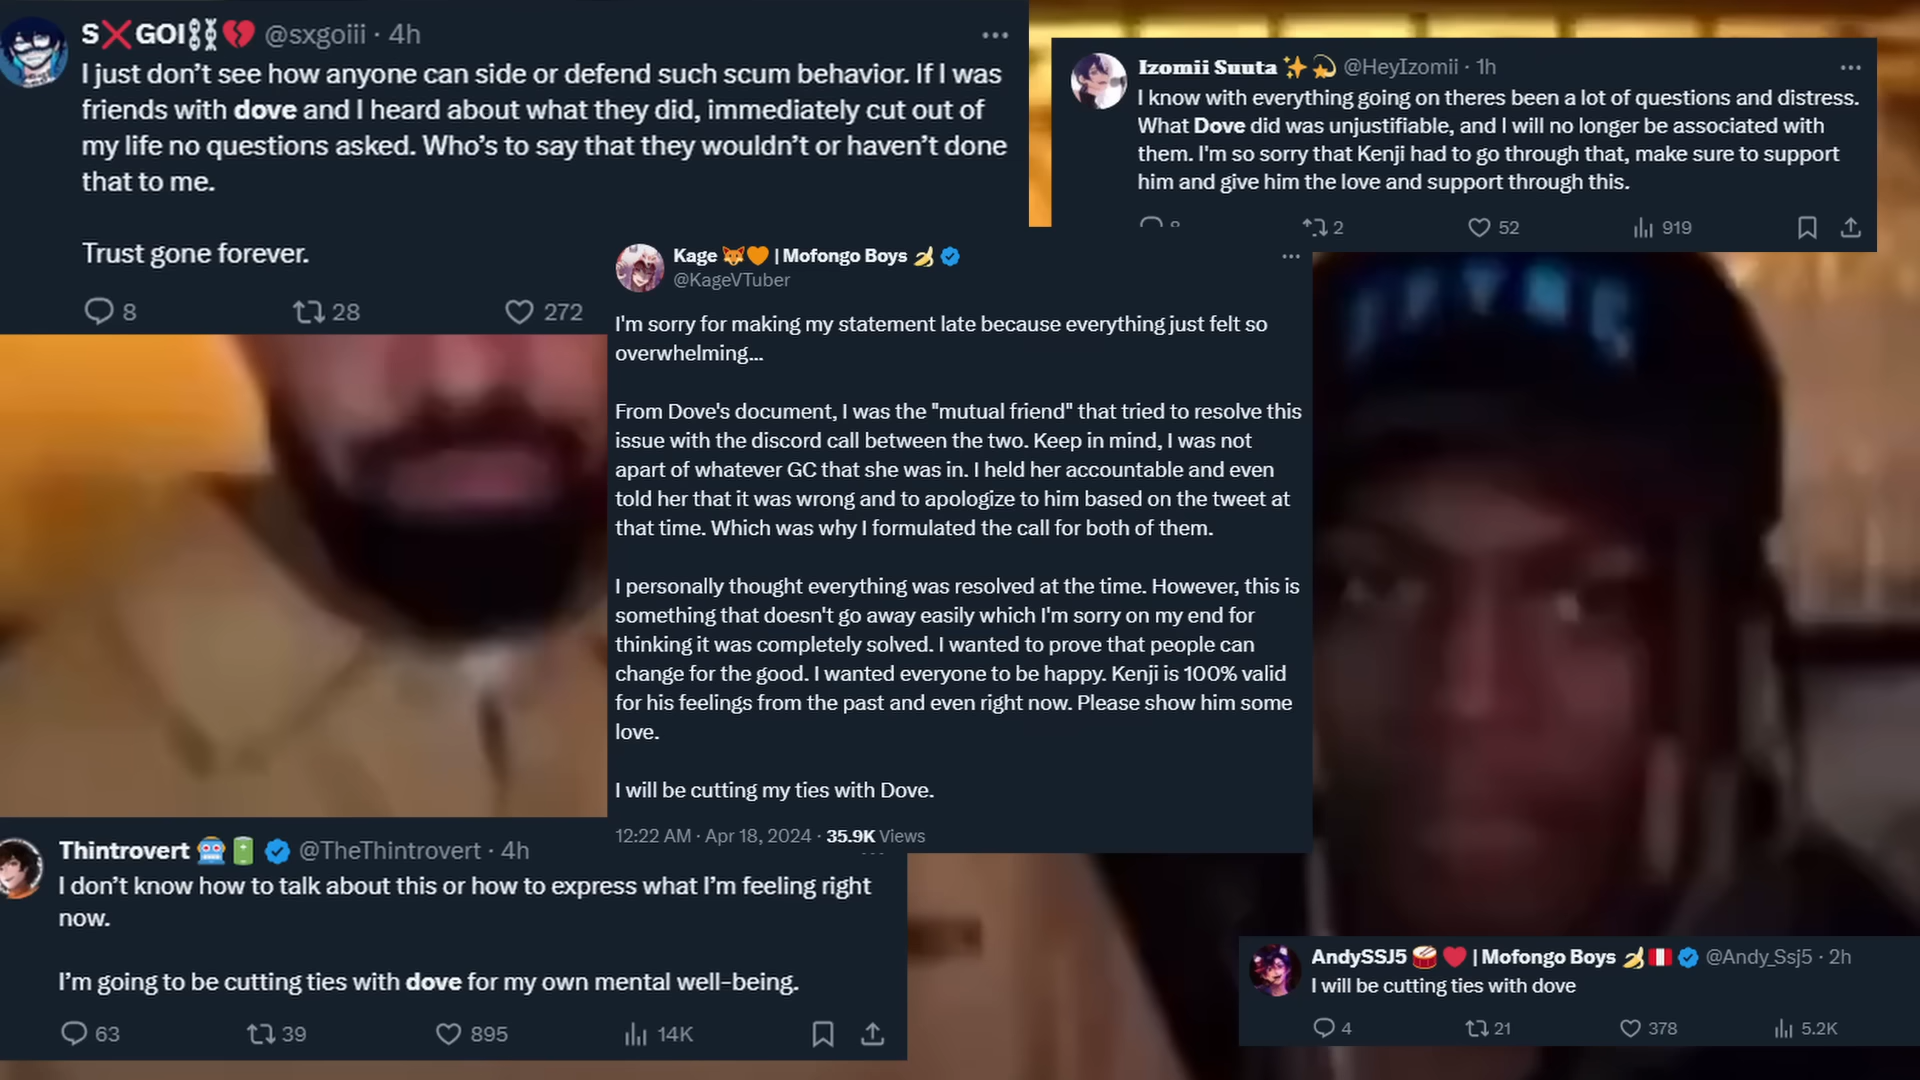 S❌GOI⛓️💔 @sxgoiii · 4h
I just don't see how anyone can side or defend such scum behavior. If I was
friends with dove and I heard about what they did, immediately cut out of
my life no questions asked. Who's to say that they wouldn't or haven't done
that to me.
Trust gone forever.
8 28 272
Izomii Suuta ✨💫 @HeyIzomii · 1h
I know with everything going on theres been a lot of questions and distress.
What Dove did was unjustifiable, and I will no longer be associated with
them. I'm so sorry that Kenji had to go through that, make sure to support
him and give him the love and support through this.
2 52 919
Kage 🦊🧡 | Mofongo Boys 🍌
@KageVTuber
I'm sorry for making my statement late because everything just felt so
overwhelming...
From Dove's document, I was the "mutual friend" that tried to resolve this
issue with the discord call between the two. Keep in mind, I was not
apart of whatever GC that she was in. I held her accountable and even
told her that it was wrong and to apologize to him based on the tweet at
that time. Which was why I formulated the call for both of them.
I personally thought everything was resolved at the time. However, this is
something that doesn't go away easily which I'm sorry on my end for
thinking it was completely solved. I wanted to prove that people can
change for the good. I wanted everyone to be happy. Kenji is 100% valid
for his feelings from the past and even right now. Please show him some
love.
I will be cutting my ties with Dove.
12:22 AM · Apr 18, 2024 · 35.9K Views
Thintrovert 🤖🔋 @TheThintrovert · 4h
I don't know how to talk about this or how to express what I'm feeling right
now.
I'm going to be cutting ties with dove for my own mental well-being.
63 39 895 14K
AndySSJ5 🥁❤️ | Mofongo Boys 🍌🇵🇪 @Andy_Ssj5 · 2h
I will be cutting ties with dove
4 21 378 5.2K